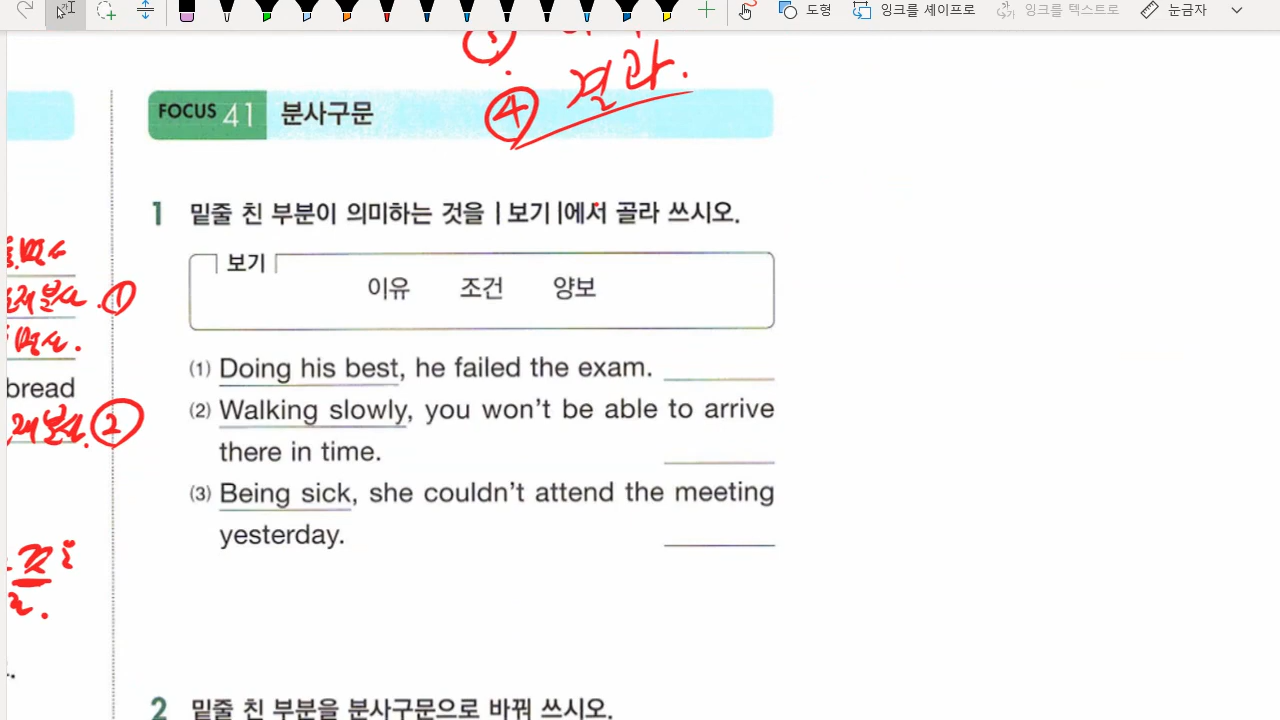 도형 잉크를 셰이프로 잉크를 텍스트로 눈금자
④ 결과.
FOCUS 41 분사구문
1 밑줄 친 부분이 의미하는 것을 |보기|에서 골라 쓰시오.
보기
이유 조건 양보
(1) Doing his best, he failed the exam.
(2) Walking slowly, you won't be able to arrive
there in time.
(3) Being sick, she couldn't attend the meeting
yesterday.
①
bread
②
2 밑줄 친 부분을 분사구문으로 바꿔 쓰시오.